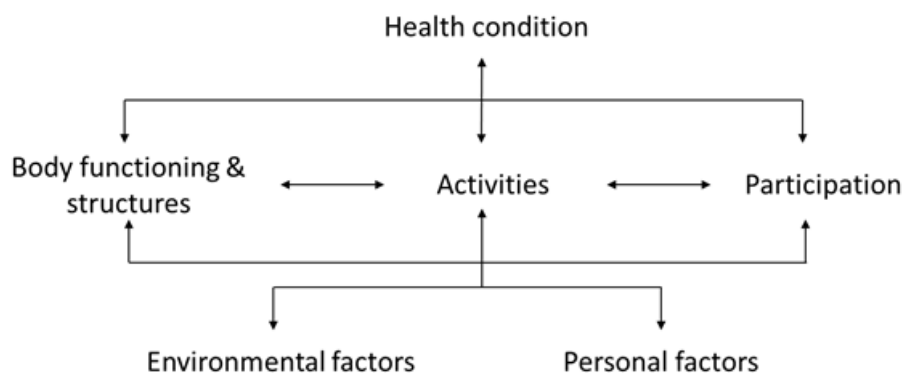 Health condition
Body functioning &
structures
Activities
Participation
Environmental factors
Personal factors